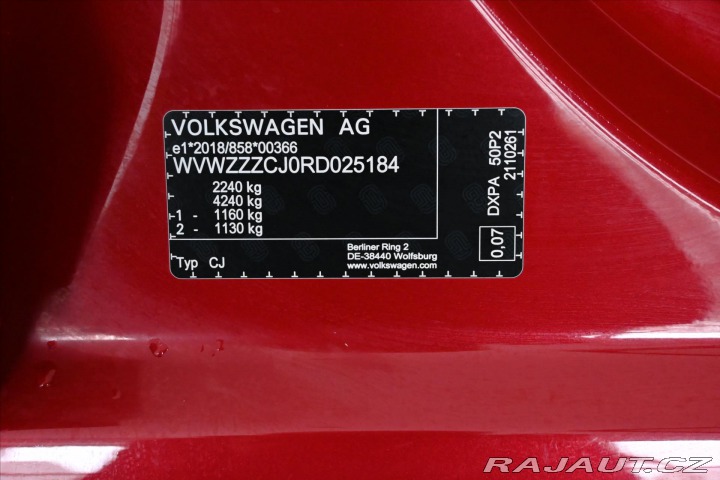 VOLKSWAGEN AG
e1*2018/858*00366
WVWZZZCJ0RD025184
2240 kg
4240 kg
1 - 1160 kg
2 - 1130 kg
Typ CJ
Berliner Ring 2
DE-38440 Wolfsburg
www.volkswagen.com
0,07
DXPA 50P2
2110261
RAJAUT.CZ